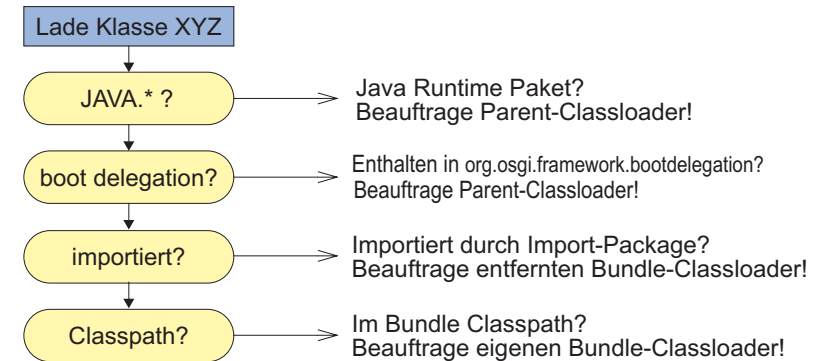 Lade Klasse XYZ
JAVA.* ?
Java Runtime Paket?
Beauftrage Parent-Classloader!
boot delegation?
Enthalten in org.osgi.framework.bootdelegation?
Beauftrage Parent-Classloader!
importiert?
Importiert durch Import-Package?
Beauftrage entfernten Bundle-Classloader!
Classpath?
Im Bundle Classpath?
Beauftrage eigenen Bundle-Classloader!